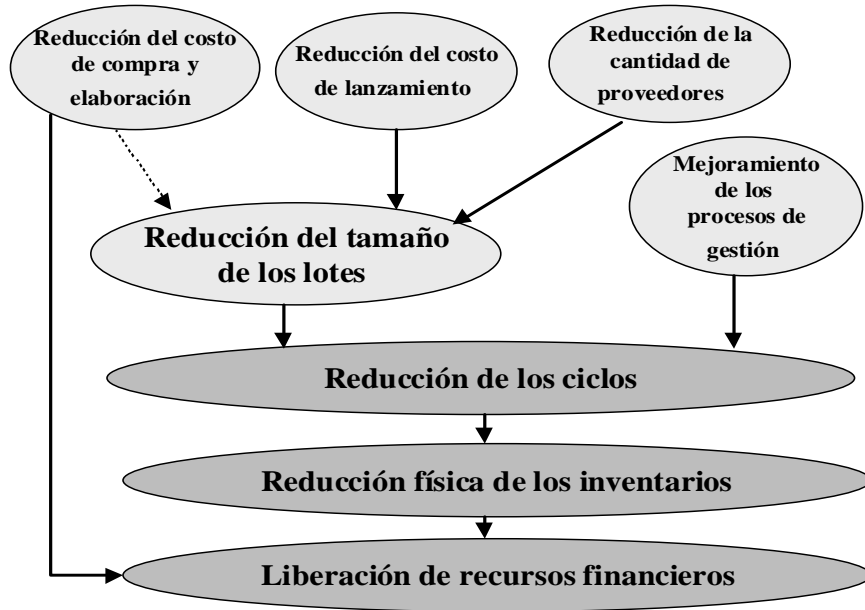 Reducción del costo
de compra y
elaboración
Reducción del costo
de lanzamiento
Reducción de la
cantidad de
proveedores
Mejoramiento
de los
procesos de
gestión
Reducción del tamaño
de los lotes
Reducción de los ciclos
Reducción física de los inventarios
Liberación de recursos financieros